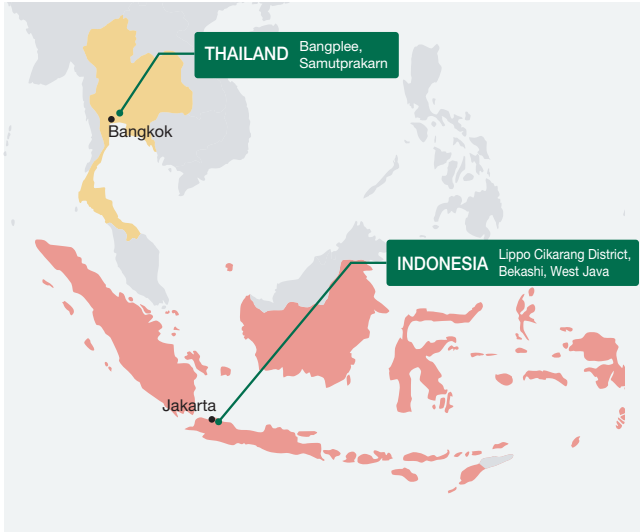 THAILAND Bangplee,
Samutprakarn
Bangkok
INDONESIA Lippo Cikarang District,
Bekashi, West Java
Jakarta